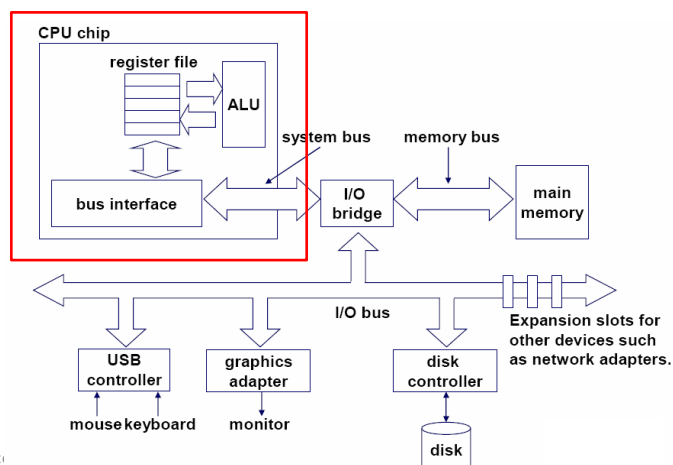 CPU chip
register file
ALU
system bus
memory bus
bus interface
I/O
bridge
main
memory
I/O bus
Expansion slots for
other devices such
as network adapters.
USB
controller
graphics
adapter
disk
controller
mouse
keyboard
monitor
disk